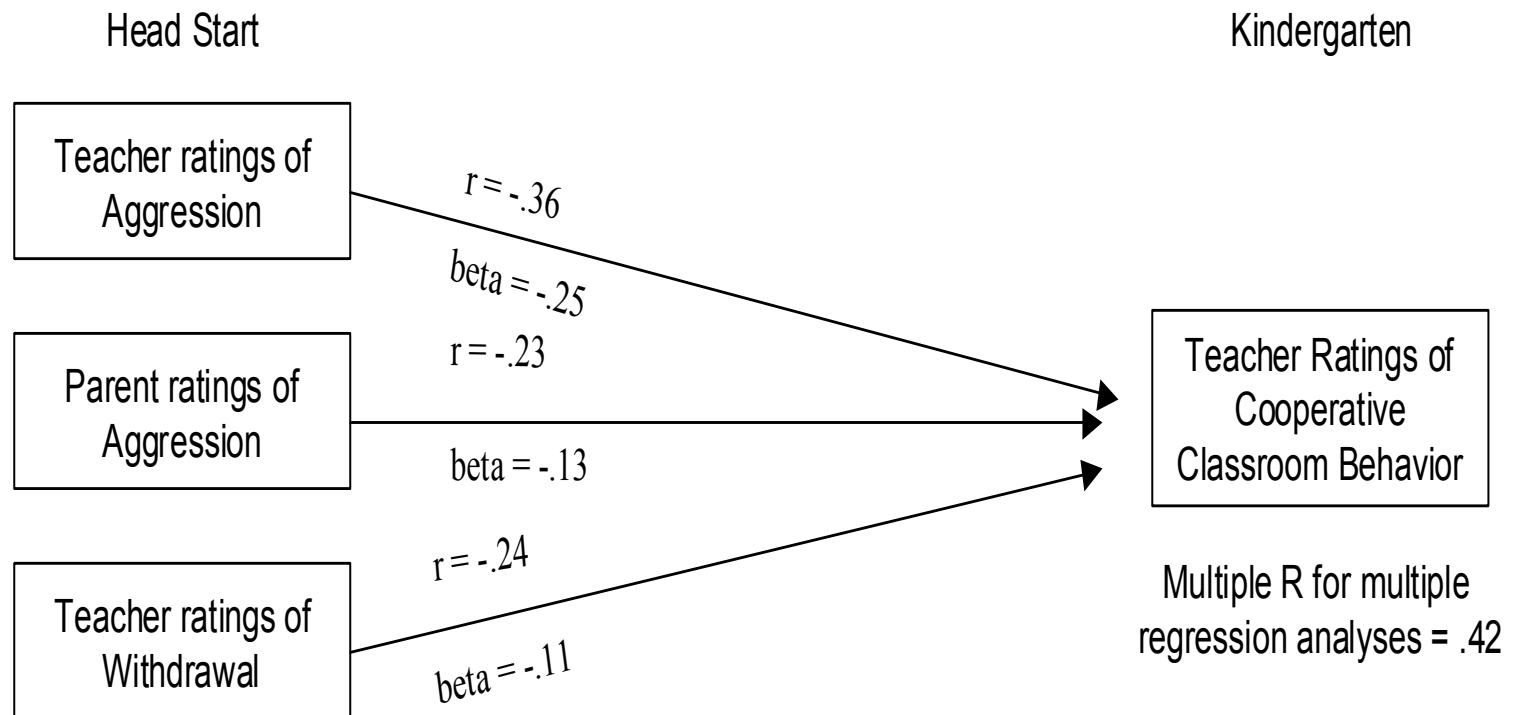 Head Start
Kindergarten
Teacher ratings of
Aggression
r = -.36
beta = -.25
Parent ratings of
Aggression
r = -.23
beta = -.13
Teacher ratings of
Withdrawal
r = -.24
beta = -.11
Teacher Ratings of
Cooperative
Classroom Behavior
Multiple R for multiple
regression analyses = .42